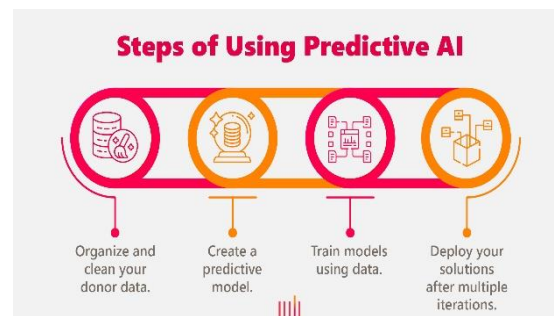 Steps of Using Predictive AI
Organize and
clean your
donor data.
Create a
predictive
model.
Train models
using data.
Deploy your
solutions
after multiple
iterations.